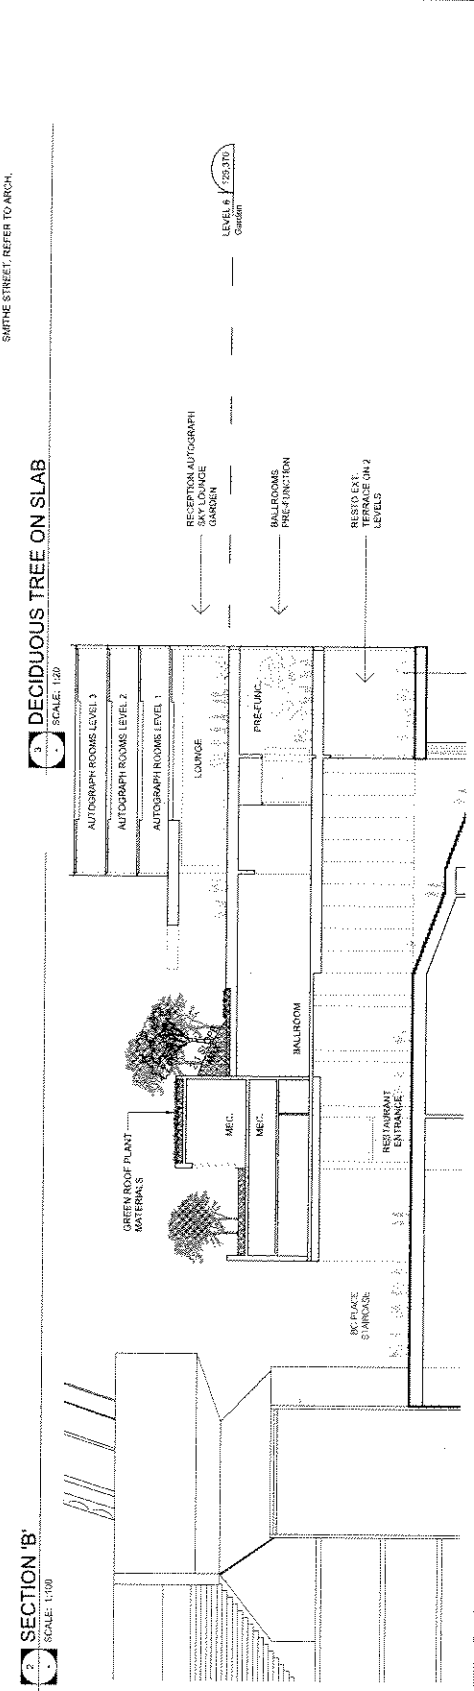 SMITHE STREET, REFER TO ARCH.
3
DECIDUOUS TREE ON SLAB
-
SCALE: 1:20
AUTOGRAPH ROOMS LEVEL 3
AUTOGRAPH ROOMS LEVEL 2
AUTOGRAPH ROOMS LEVEL 1
LOUNGE
RECEPTION AUTOGRAPH
SKY LOUNGE
GARDEN
LEVEL 6
Garden
129,370
PRE-FUNC.
BALLROOMS
PRE-FUNCTION
RESTO EXT.
TERRACE ON 2
LEVELS
GREEN ROOF PLANT
MATERIALS
MEC.
MEC.
BALLROOM
RESTAURANT
ENTRANCE
BC PLACE
STAIRCASE
2
SECTION 'B'
-
SCALE: 1:100